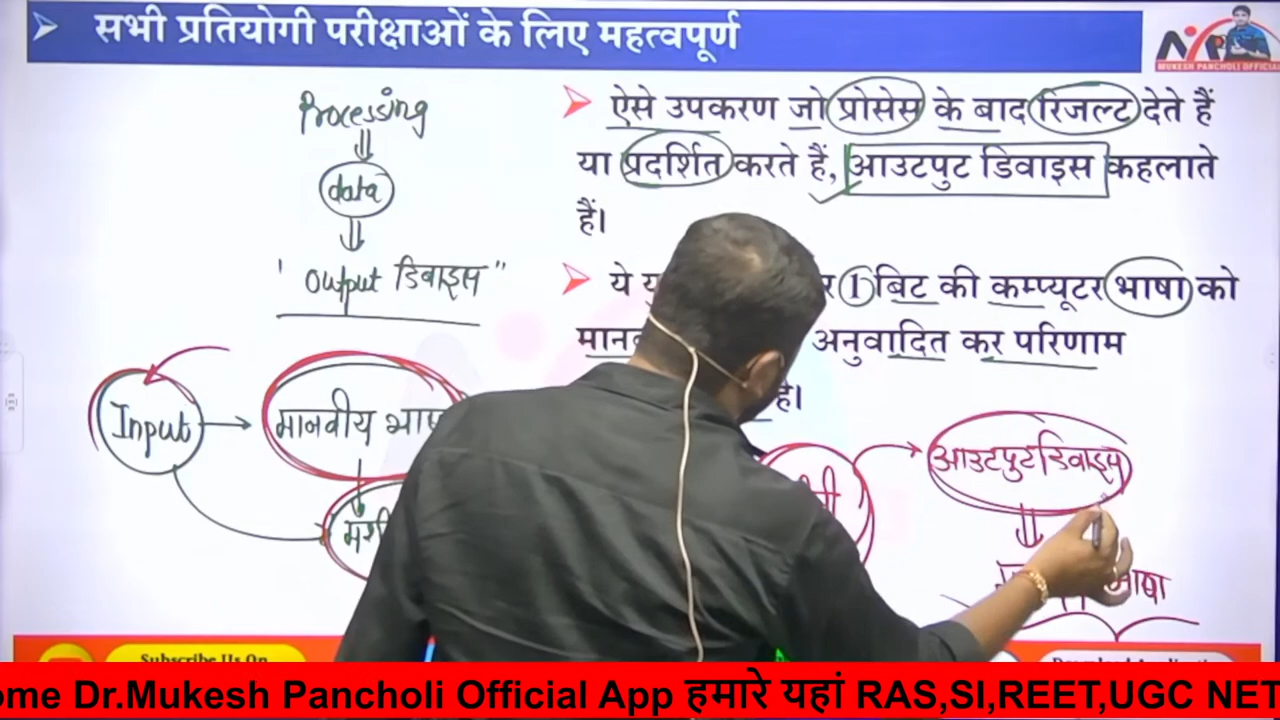 सभी प्रतियोगी परीक्षाओं के लिए महत्वपूर्ण
MUKESH PANCHOLI OFFICIAL
Processing
data
"Output डिवाइस"
ऐसे उपकरण जो प्रोसेस के बाद रिजल्ट देते हैं
या प्रदर्शित करते हैं, आउटपुट डिवाइस कहलाते
हैं।
ये 1 बिट की कम्प्यूटर भाषा को
अनुवादित कर परिणाम
है।
Input
मानवीय
आउटपुट डिवाइस
भाषा
Subscribe Us On
Download
Dr.Mukesh Pancholi Official App हमारे यहां RAS,SI,REET,UGC NET